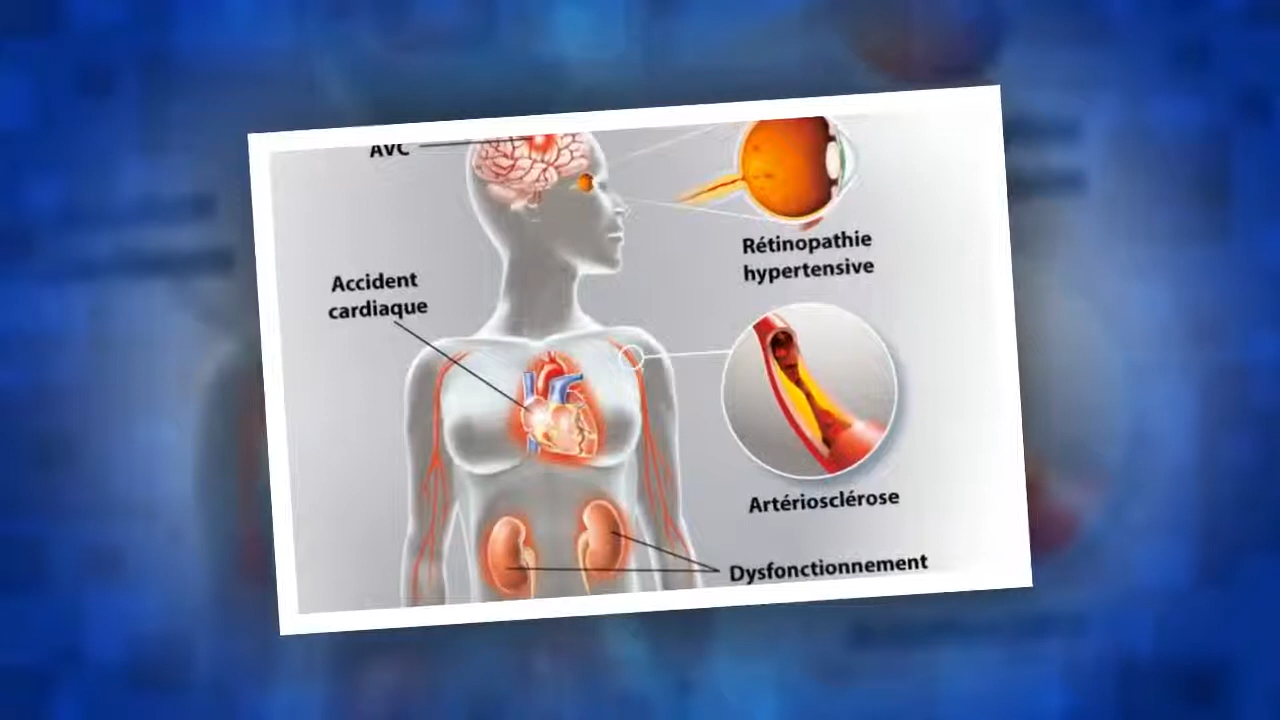 AVC
Rétinopathie
hypertensive
Accident
cardiaque
Artériosclérose
Dysfonctionnement